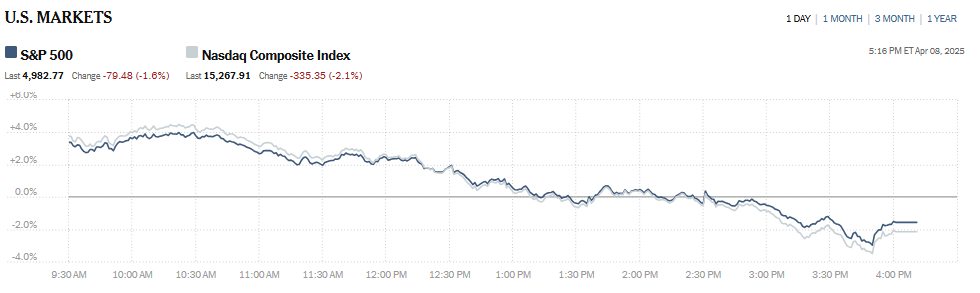 U.S. MARKETS
1 DAY | 1 MONTH | 3 MONTH | 1 YEAR
S&P 500 Nasdaq Composite Index
5:16 PM ET Apr 08, 2025
Last 4,982.77 Change -79.48 (-1.6%) Last 15,267.91 Change -335.35 (-2.1%)
+6.0%
+4.0%
+2.0%
0.0%
-2.0%
-4.0%
9:30 AM 10:00 AM 10:30 AM 11:00 AM 11:30 AM 12:00 PM 12:30 PM 1:00 PM 1:30 PM 2:00 PM 2:30 PM 3:00 PM 3:30 PM 4:00 PM